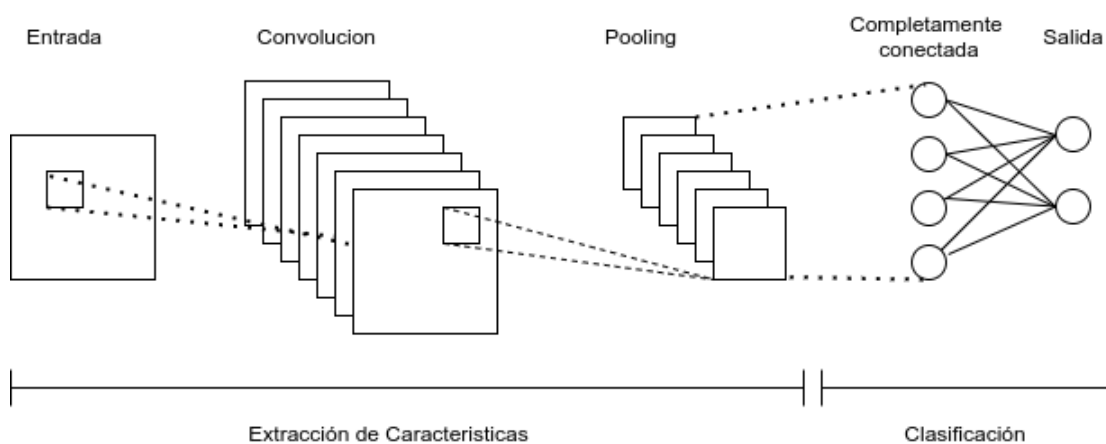 Entrada
Convolucion
Pooling
Completamente
conectada
Salida
Extracción de Caracteristicas
Clasificación